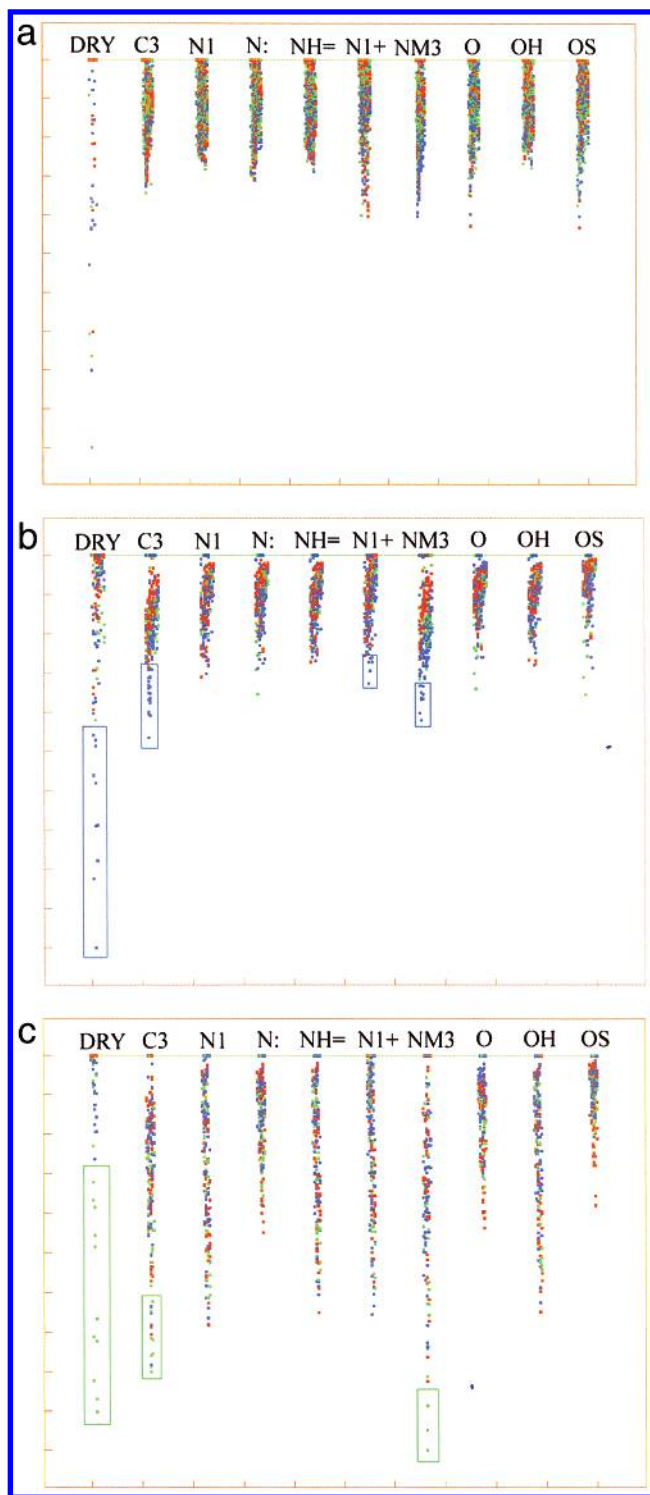 a
DRY C3 N1 N: NH= N1+ NM3 O OH OS
b
DRY C3 N1 N: NH= N1+ NM3 O OH OS
c
DRY C3 N1 N: NH= N1+ NM3 O OH OS